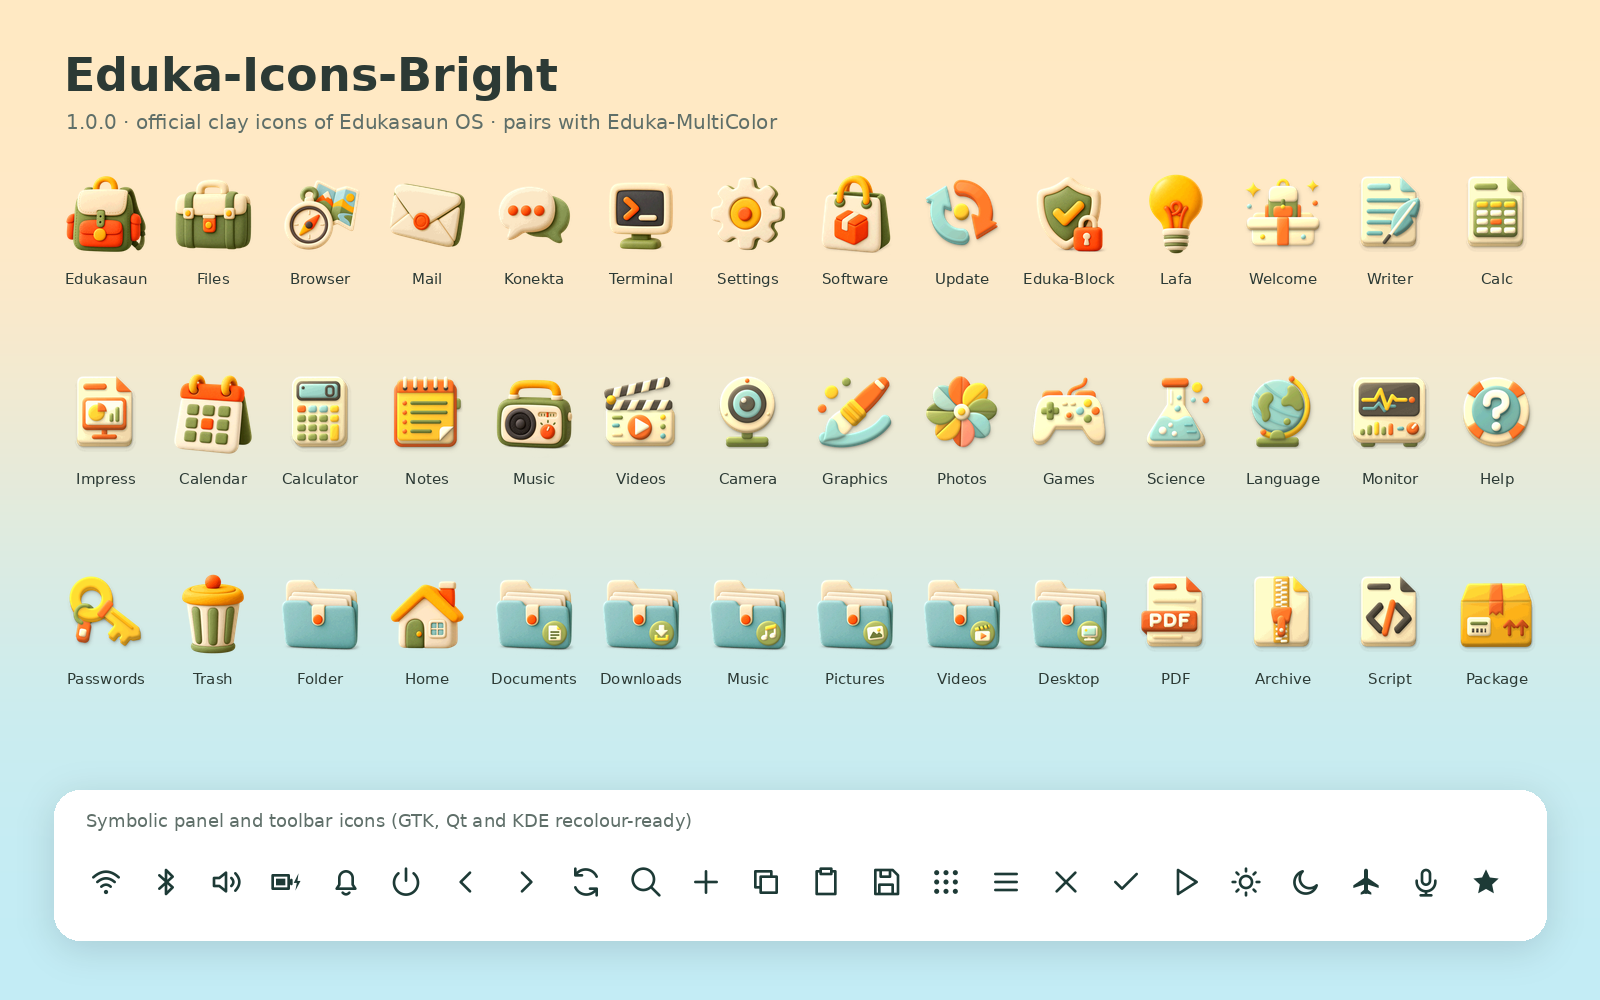 Eduka-Icons-Bright
1.0.0 · official clay icons of Edukasaun OS · pairs with Eduka-MultiColor
Edukasaun Files Browser Mail Konekta Terminal Settings Software Update Eduka-Block Lafa Welcome Writer Calc
0
Impress Calendar Calculator Notes Music Videos Camera Graphics Photos Games Science Language Monitor Help
PDF
Passwords Trash Folder Home Documents Downloads Music Pictures Videos Desktop PDF Archive Script Package
Symbolic panel and toolbar icons (GTK, Qt and KDE recolour-ready)